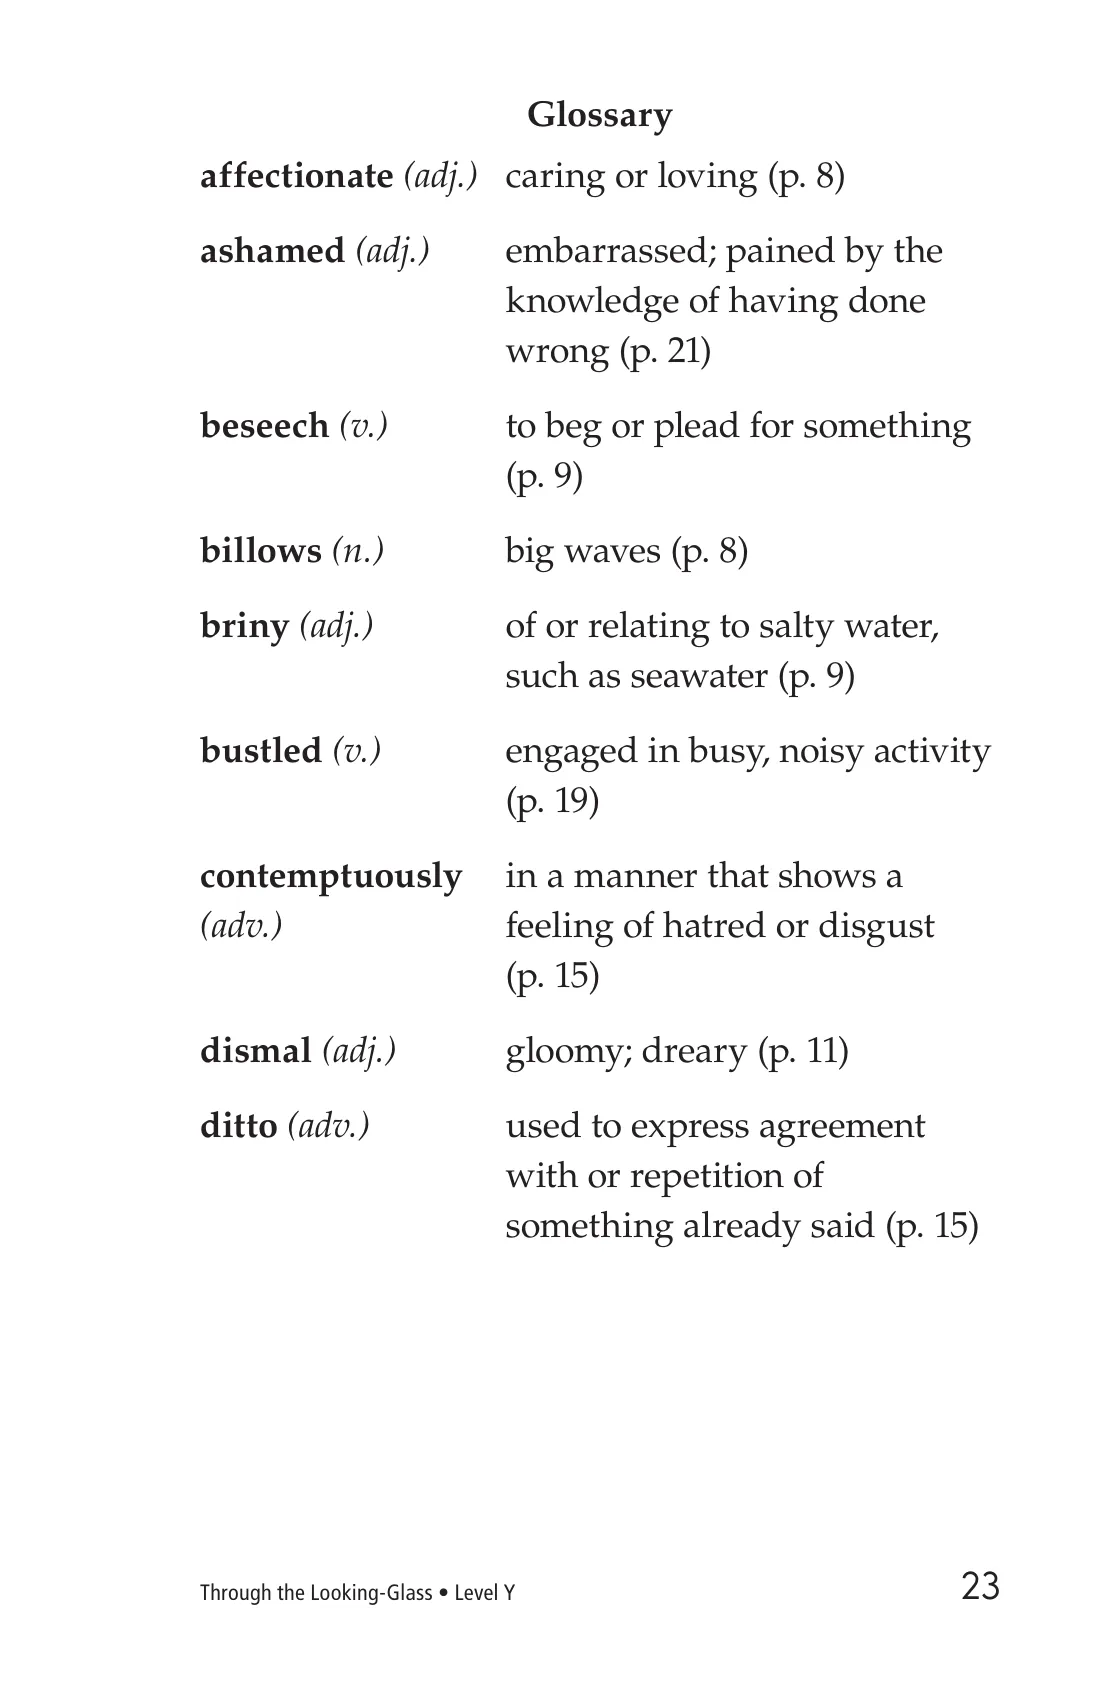 Glossary
affectionate (adj.) caring or loving (p. 8)
ashamed (adj.) embarrassed; pained by the
knowledge of having done
wrong (p. 21)
beseech (v.) to beg or plead for something
(p. 9)
billows (n.) big waves (p. 8)
briny (adj.) of or relating to salty water,
such as seawater (p. 9)
bustled (v.) engaged in busy, noisy activity
(p. 19)
contemptuously in a manner that shows a
(adv.) feeling of hatred or disgust
(p. 15)
dismal (adj.) gloomy; dreary (p. 11)
ditto (adv.) used to express agreement
with or repetition of
something already said (p. 15)
Through the Looking-Glass • Level Y 23